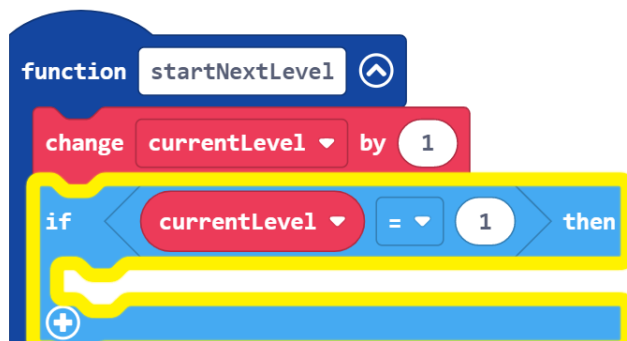 function startNextLevel
change currentLevel by 1
if currentLevel = 1 then